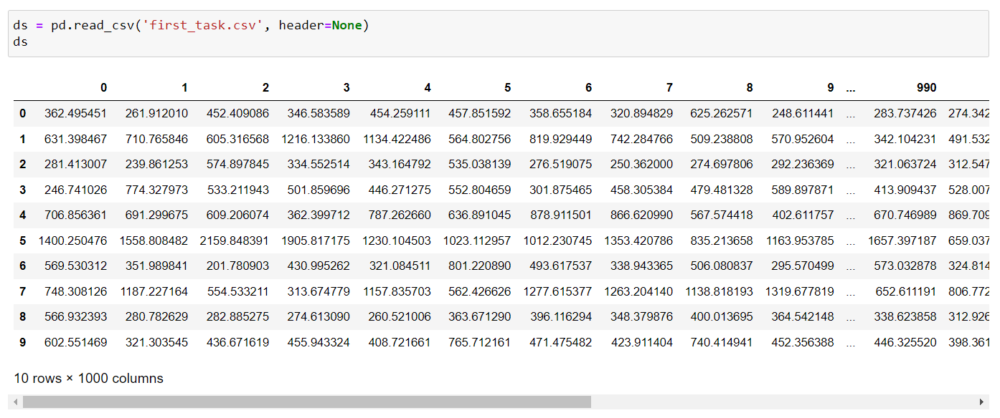 ds = pd.read_csv('first_task.csv', header=None)
ds
0 1 2 3 4 5 6 7 8 9 ... 990
0 362.495451 261.912010 452.409086 346.583589 454.259111 457.851592 358.655184 320.894829 625.262571 248.611441 ... 283.737426 274.342
1 631.398467 710.765846 605.316568 1216.133860 1134.422486 564.802756 819.929449 742.284766 509.238808 570.952604 ... 342.104231 491.532
2 281.413007 239.861253 574.897845 334.552514 343.164792 535.038139 276.519075 250.362000 274.697806 292.236369 ... 321.063724 312.547
3 246.741026 774.327973 533.211943 501.859696 446.271275 552.804659 301.875465 458.305384 479.481328 589.897871 ... 413.909437 528.007
4 706.856361 691.299675 609.206074 362.399712 787.262660 636.891045 878.911501 866.620990 567.574418 402.611757 ... 670.746989 869.709
5 1400.250476 1558.808482 2159.848391 1905.817175 1230.104503 1023.112957 1012.230745 1353.420786 835.213658 1163.953785 ... 1657.397187 659.037
6 569.530312 351.989841 201.780903 430.995262 321.084511 801.220890 493.617537 338.943365 506.080837 295.570499 ... 573.032878 324.814
7 748.308126 1187.227164 554.533211 313.674779 1157.835703 562.426626 1277.615377 1263.204140 1138.818193 1319.677819 ... 652.611191 806.772
8 566.932393 280.782629 282.885275 274.613090 260.521006 363.671290 396.116294 348.379876 400.013695 364.542148 ... 338.623858 312.926
9 602.551469 321.303545 436.671619 455.943324 408.721661 765.712161 471.475482 423.911404 740.414941 452.356388 ... 446.325520 398.361
10 rows × 1000 columns